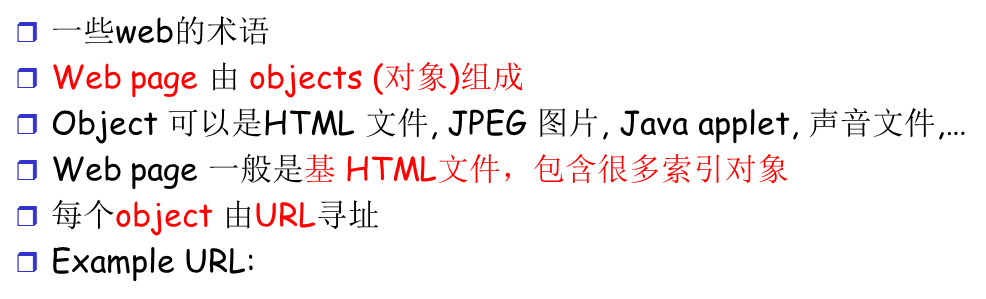 一些web的术语
Web page 由 objects (对象)组成
Object 可以是HTML 文件, JPEG 图片, Java applet, 声音文件,…
Web page 一般是基 HTML文件，包含很多索引对象
每个object 由URL寻址
Example URL: